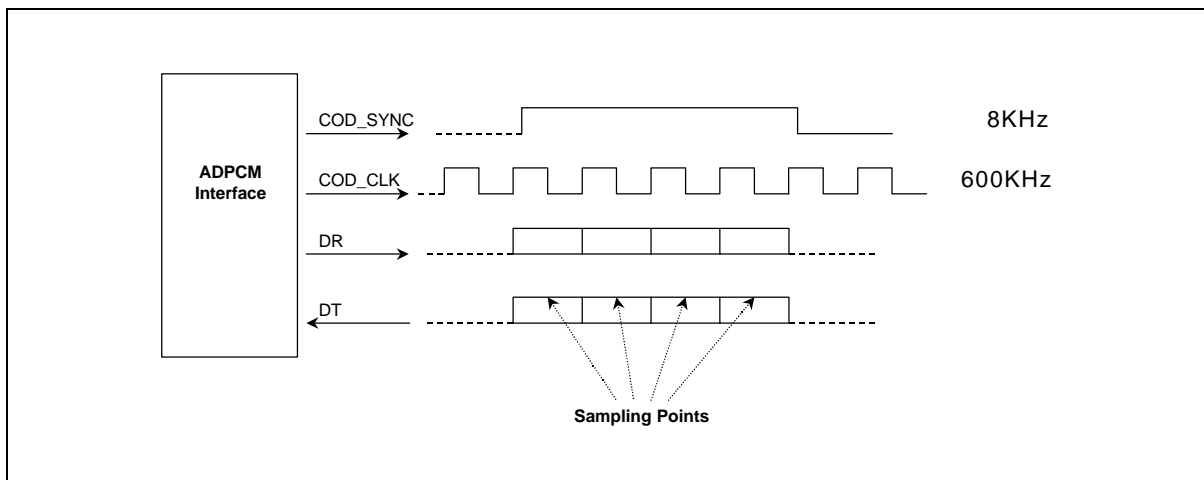 COD_SYNC
8KHz
ADPCM
Interface
COD_CLK
600KHz
DR
DT
Sampling Points